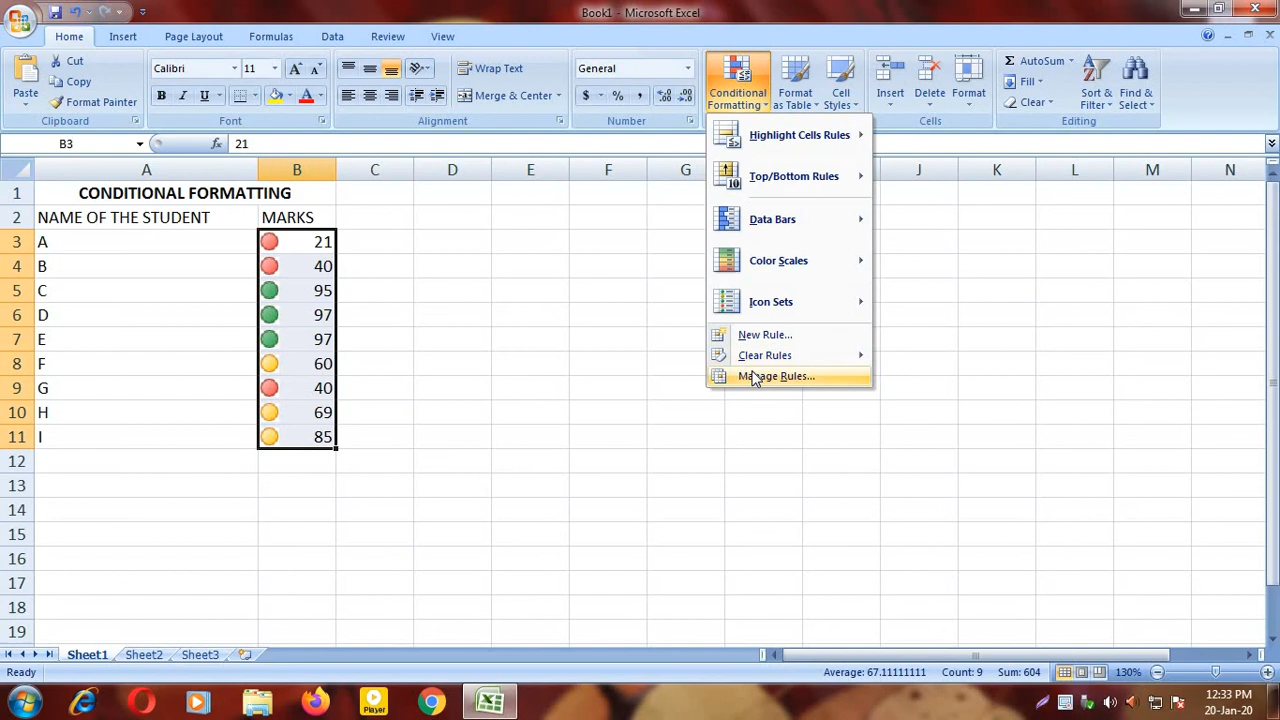 Book1 - Microsoft Excel
Home Insert Page Layout Formulas Data Review View
Paste
Cut
Copy
Format Painter
Clipboard
Calibri 11
B I U
Font
Wrap Text
Merge & Center
Alignment
General
$ % ,
Number
Conditional Formatting
Format as Table
Cell Styles
Insert Delete Format
Cells
AutoSum
Fill
Clear
Sort & Filter
Find & Select
Editing
B3 fx 21
A B C D E F G J K L M N
1 CONDITIONAL FORMATTING
2 NAME OF THE STUDENT MARKS
3 A 21
4 B 40
5 C 95
6 D 97
7 E 97
8 F 60
9 G 40
10 H 69
11 I 85
12
13
14
15
16
17
18
19
Highlight Cells Rules
Top/Bottom Rules
Data Bars
Color Scales
Icon Sets
New Rule...
Clear Rules
Manage Rules...
Sheet1 Sheet2 Sheet3
Ready Average: 67.11111111 Count: 9 Sum: 604 130%
Player
12:33 PM
20-Jan-20